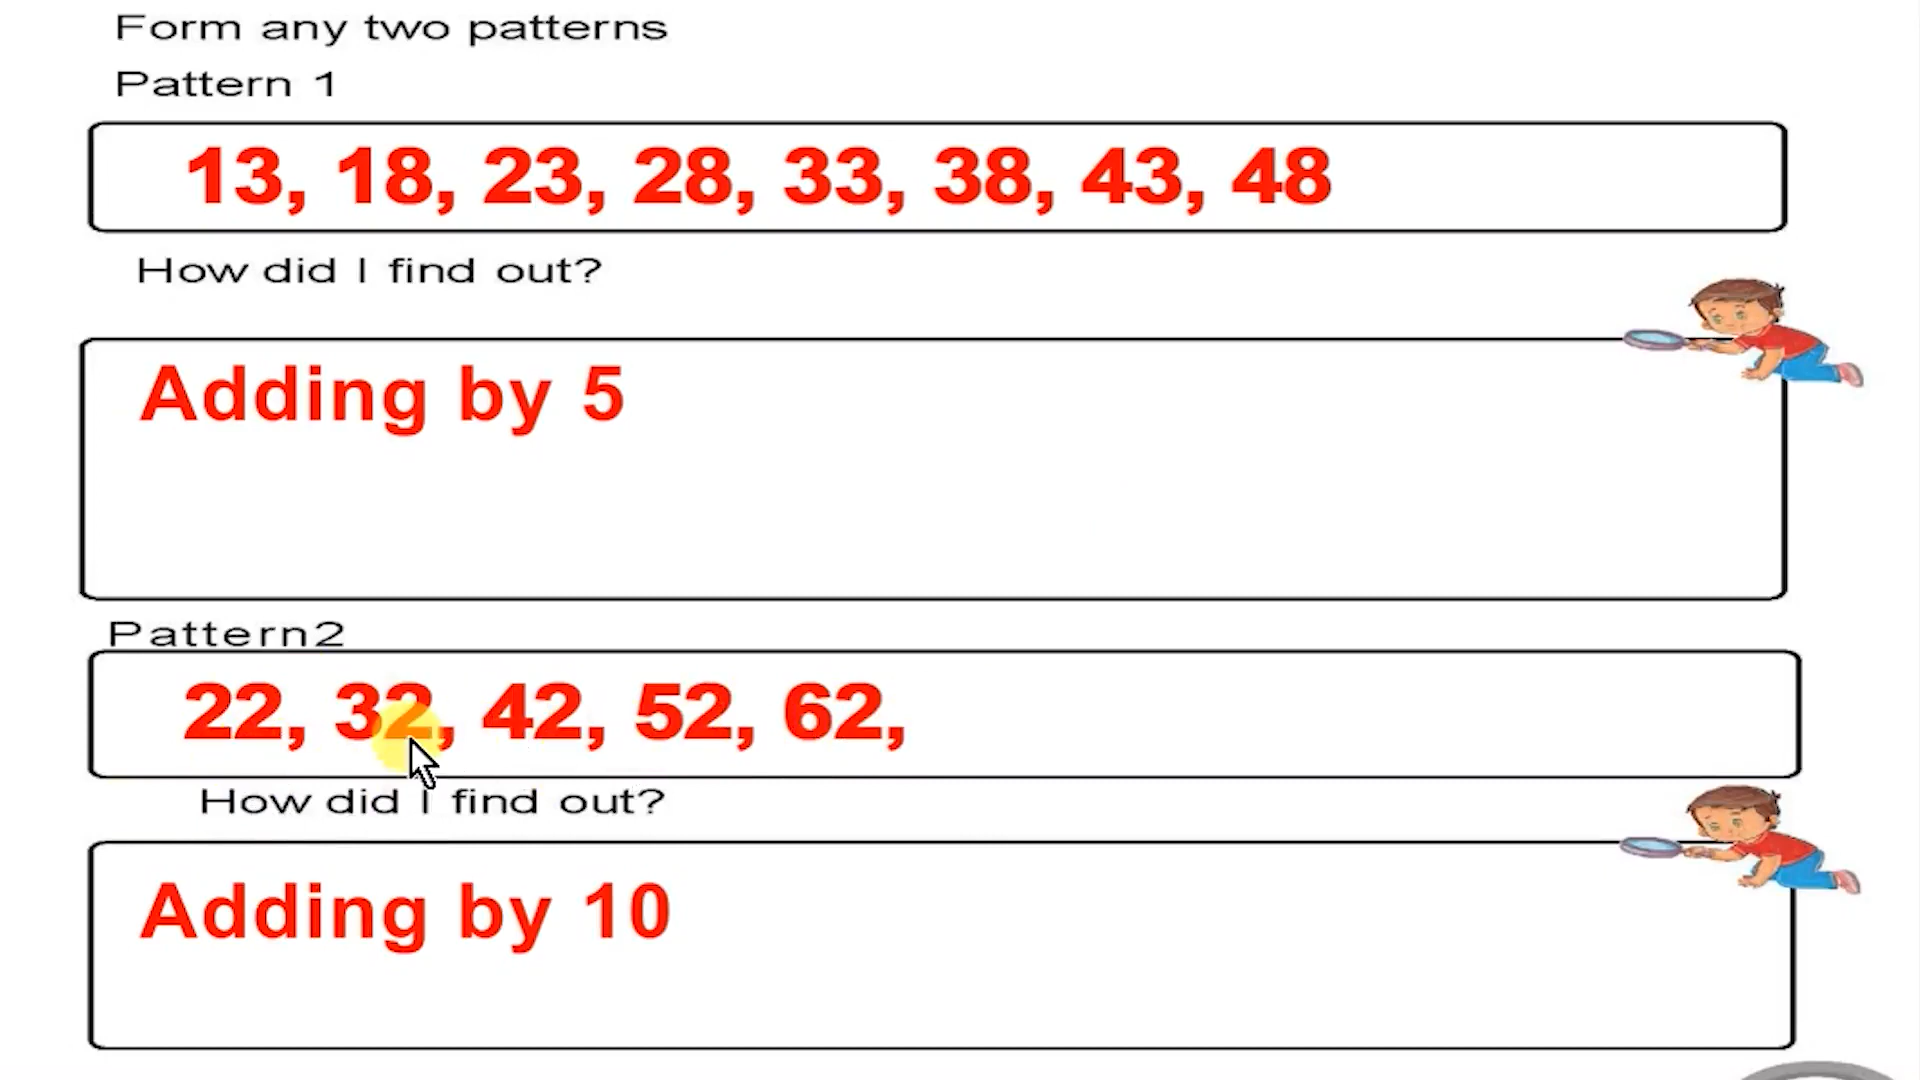 Form any two patterns
Pattern 1
13, 18, 23, 28, 33, 38, 43, 48
How did I find out?
Adding by 5
Pattern2
22, 32, 42, 52, 62,
How did I find out?
Adding by 10